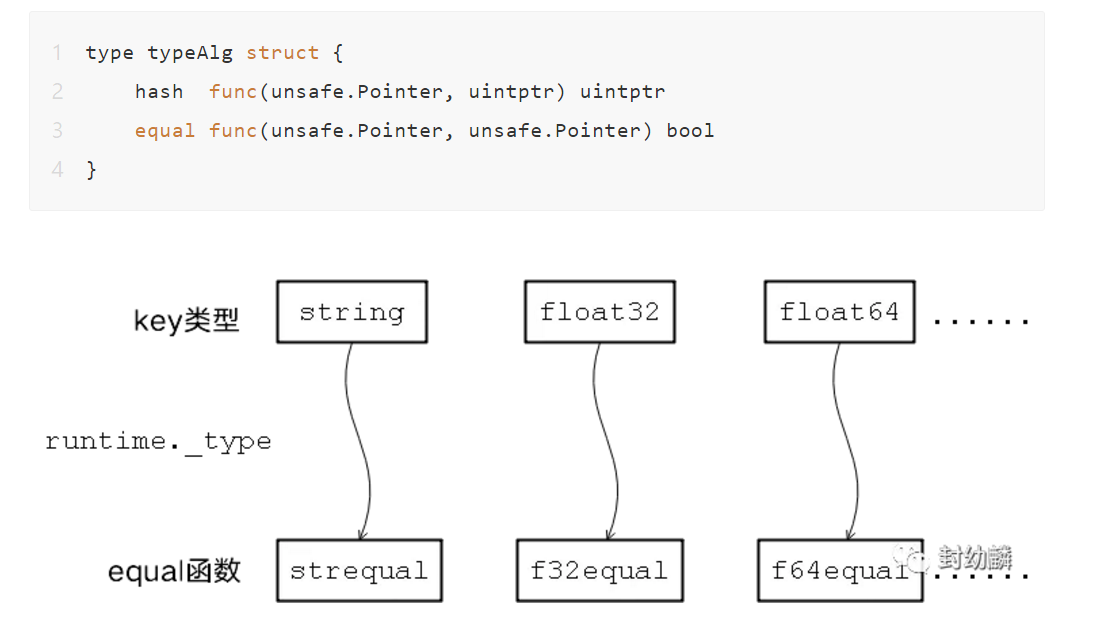 1 type typeAlg struct {
2 hash func(unsafe.Pointer, uintptr) uintptr
3 equal func(unsafe.Pointer, unsafe.Pointer) bool
4 }
key类型 string float32 float64 ......
runtime._type
equal函数 strequal f32equal f64equal ......
封幼麟